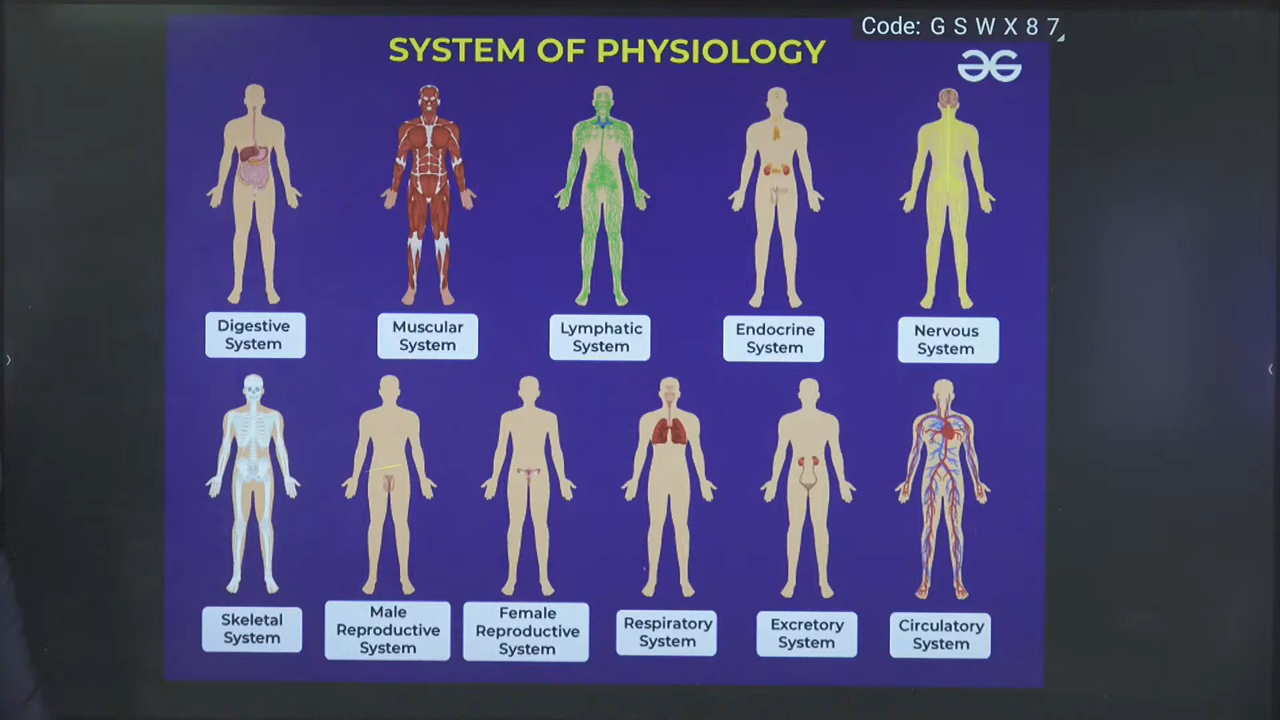 Code: G S W X 8 7
SYSTEM OF PHYSIOLOGY
Digestive
System
Muscular
System
Lymphatic
System
Endocrine
System
Nervous
System
Skeletal
System
Male
Reproductive
System
Female
Reproductive
System
Respiratory
System
Excretory
System
Circulatory
System